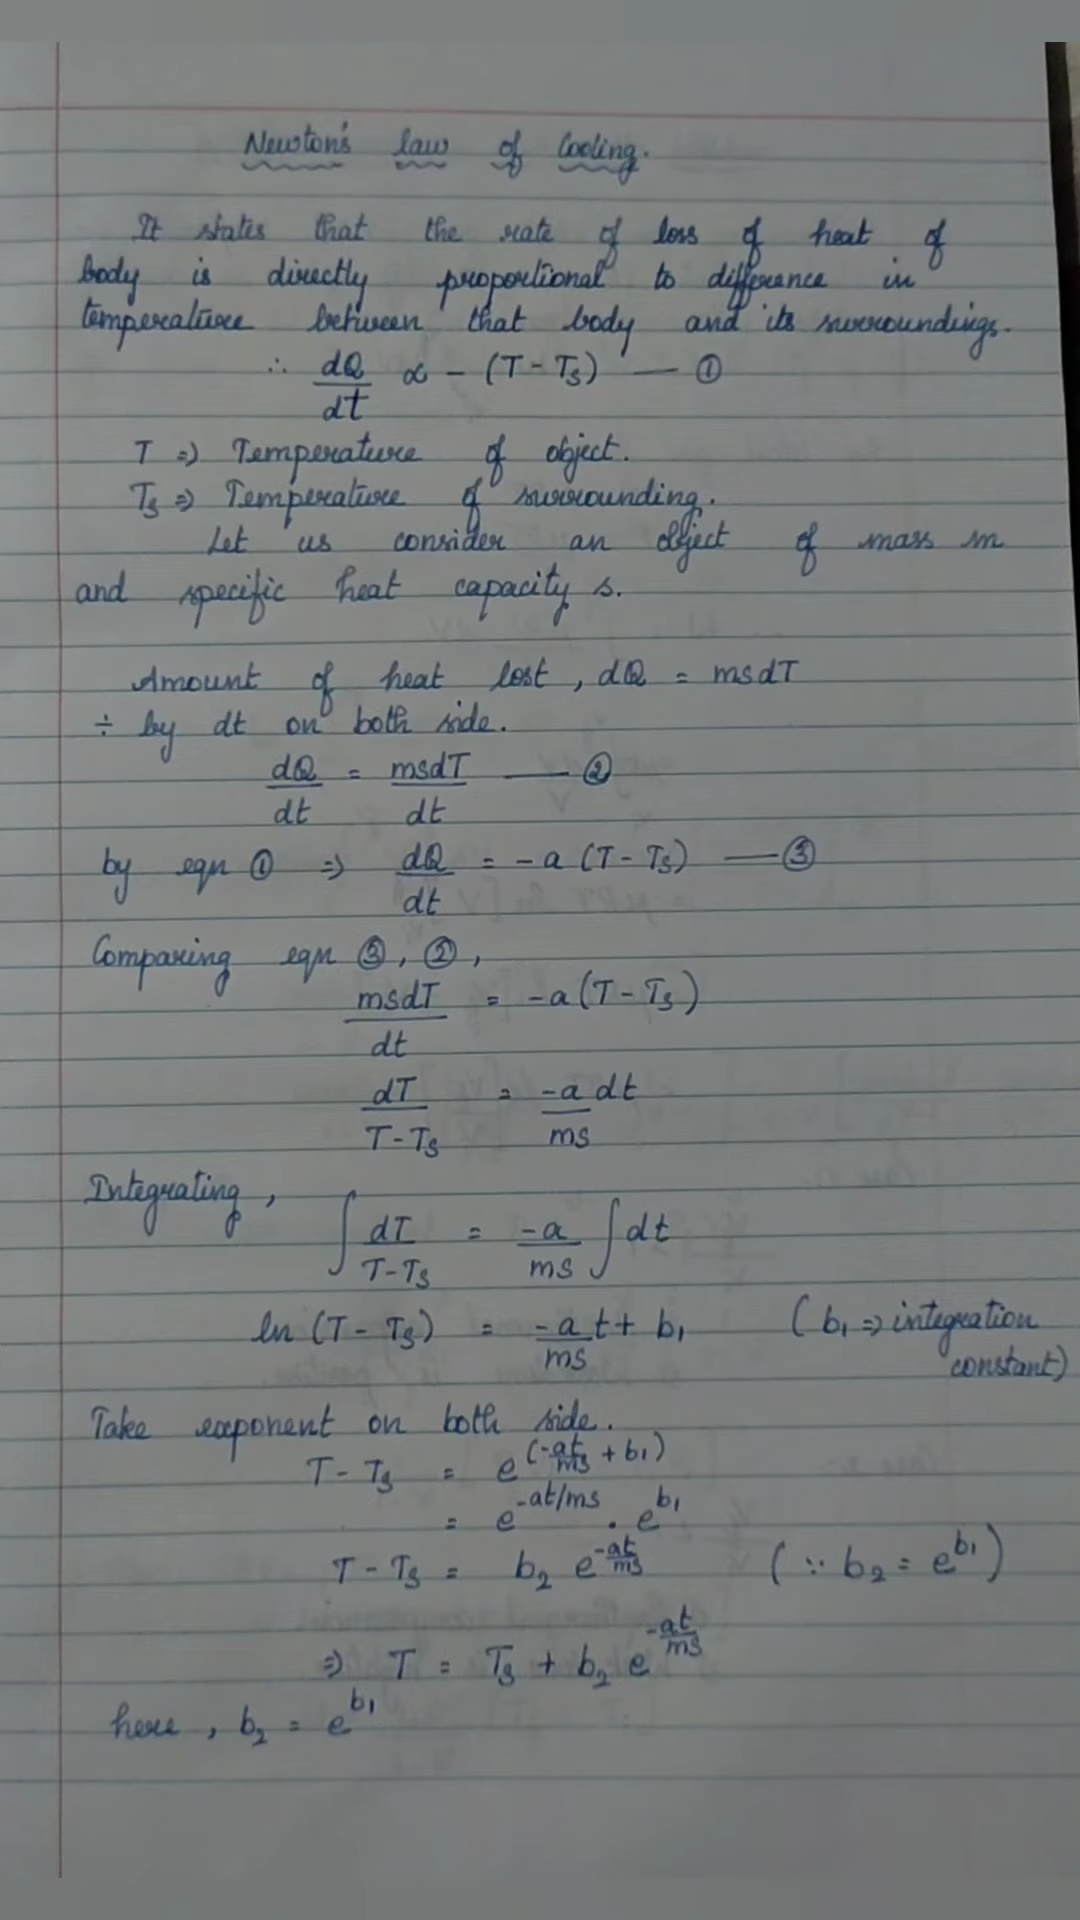 Newton's law of Cooling.
It states that the rate of loss of heat of
body is directly proportional to difference in
temperature between that body and its surroundings.
∴ dQ/dt ∝ - (T - Ts) — ①
T => Temperature of object.
Ts => Temperature of surrounding.
Let us consider an object of mass m
and specific heat capacity s.
Amount of heat lost, dQ = msdT
÷ by dt on both side.
dQ/dt = msdT/dt — ②
by eqn ① => dQ/dt = -a (T - Ts) — ③
Comparing eqn ③, ②,
msdT/dt = -a (T - Ts)
dT/(T - Ts) = -a/ms dt
Integrating,
∫ dT/(T - Ts) = -a/ms ∫ dt
ln (T - Ts) = -a/ms t + b₁ (b₁ => integration
constant)
Take exponent on both side.
T - Ts = e^(-at/ms + b₁)
= e^-at/ms . e^b₁
T - Ts = b₂ e^-at/ms (∵ b₂ = e^b₁)
=> T = Ts + b₂ e^-at/ms
here, b₂ = e^b₁